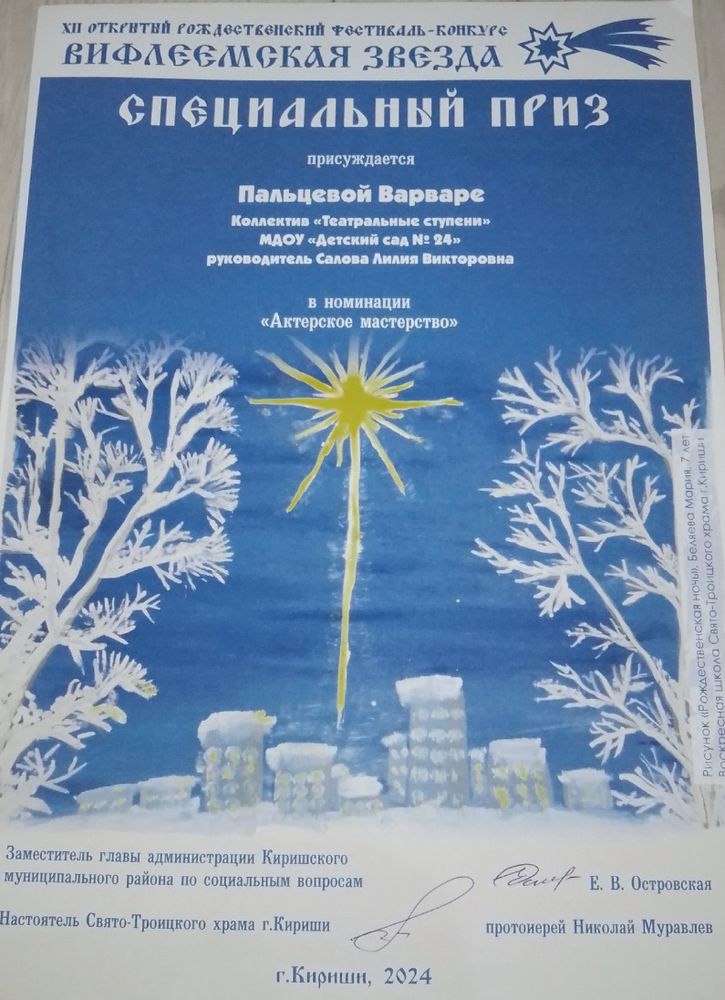 XII ОТКРЫТЫЙ РОЖДЕСТВЕНСКИЙ ФЕСТИВАЛЬ-КОНКУРС
ВИФЛЕЕМСКАЯ ЗВЕЗДА
СПЕЦИАЛЬНЫЙ ПРИЗ
присуждается
Пальцевой Варваре
Коллектив «Театральные ступени»
МДОУ «Детский сад № 24»
руководитель Салова Лилия Викторовна
в номинации
«Актерское мастерство»
Рисунок «Рождественская ночь», Беляева Мария, 7 лет
Воскресная школа Свято-Троицкого храма г.Кириши
Заместитель главы администрации Киришского
муниципального района по социальным вопросам
Е. В. Островская
Настоятель Свято-Троицкого храма г.Кириши
протоиерей Николай Муравлев
г.Кириши, 2024